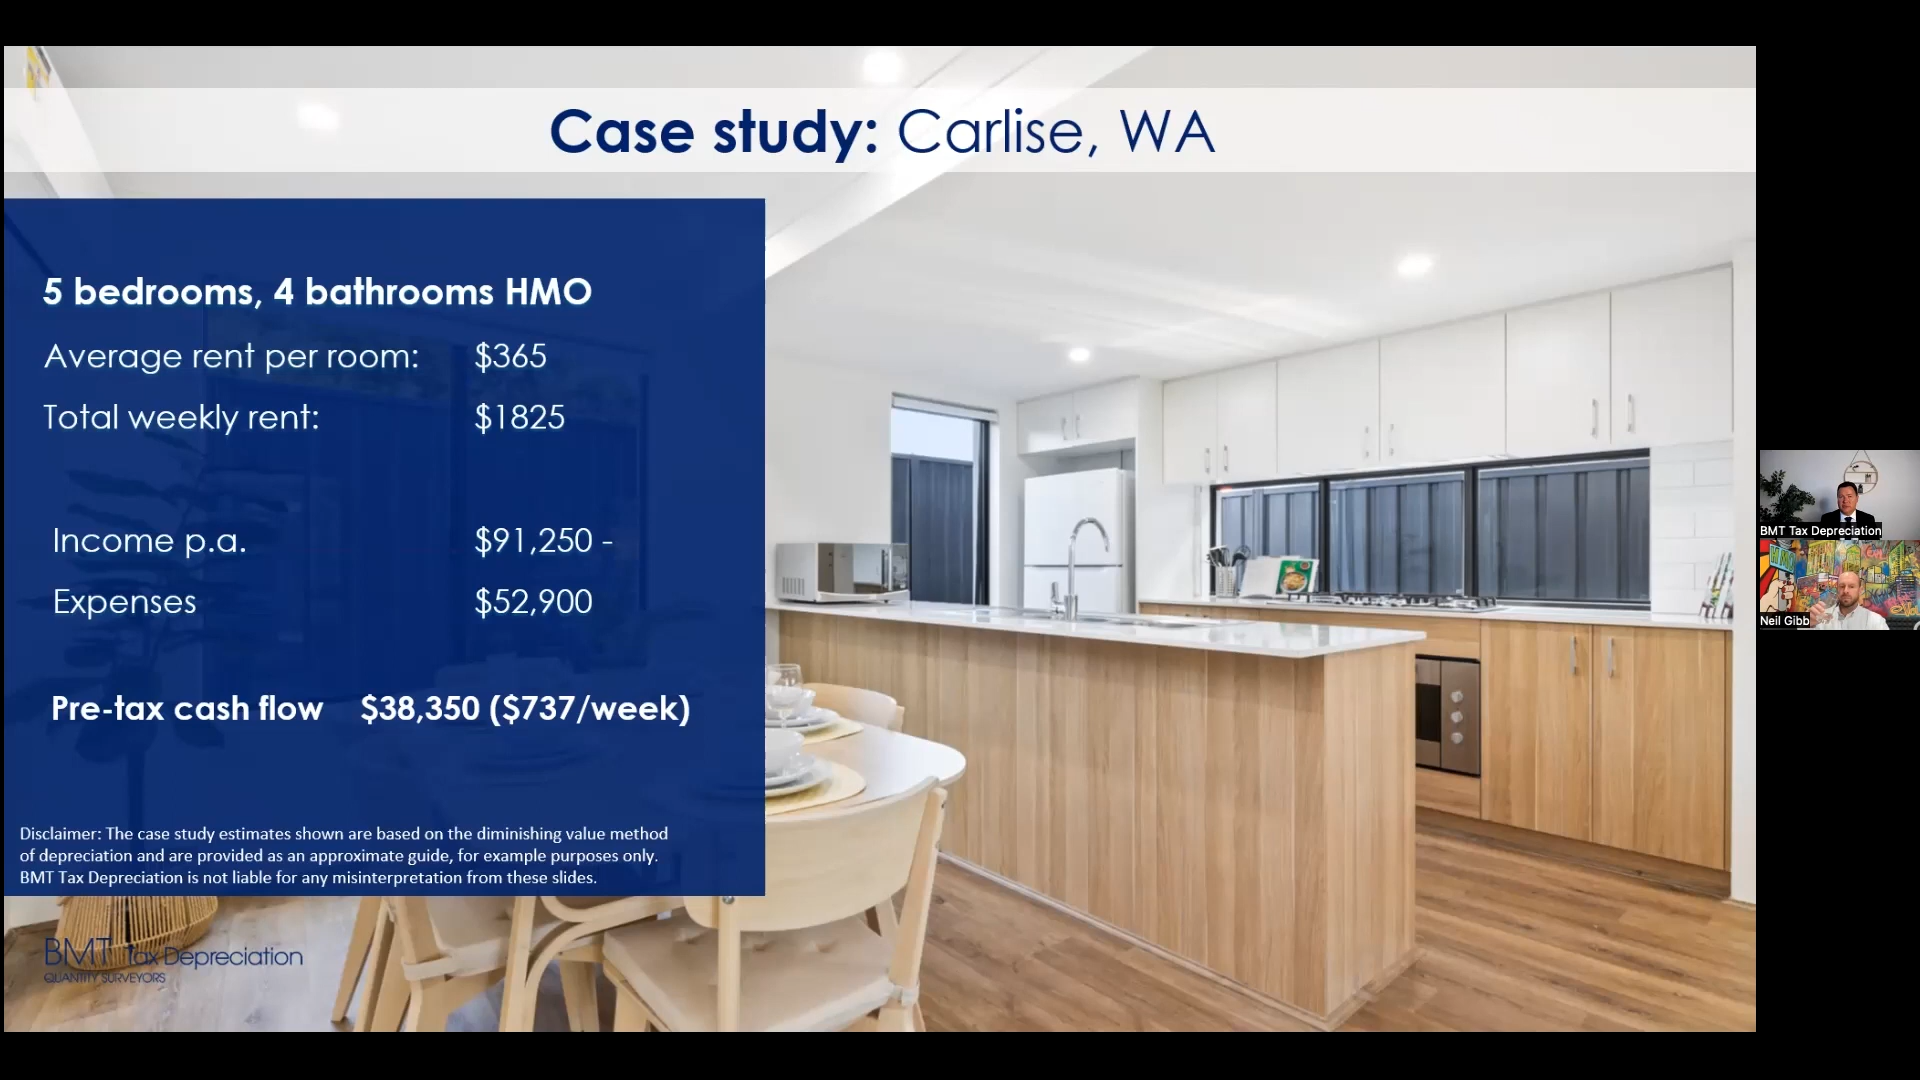 Case study: Carlise, WA
5 bedrooms, 4 bathrooms HMO
Average rent per room: $365
Total weekly rent: $1825
Income p.a. $91,250 -
Expenses $52,900
Pre-tax cash flow $38,350 ($737/week)
Disclaimer: The case study estimates shown are based on the diminishing value method
of depreciation and are provided as an approximate guide, for example purposes only.
BMT Tax Depreciation is not liable for any misinterpretation from these slides.
BMT Tax Depreciation
QUANTITY SURVEYORS
BMT Tax Depreciation
Neil Gibb